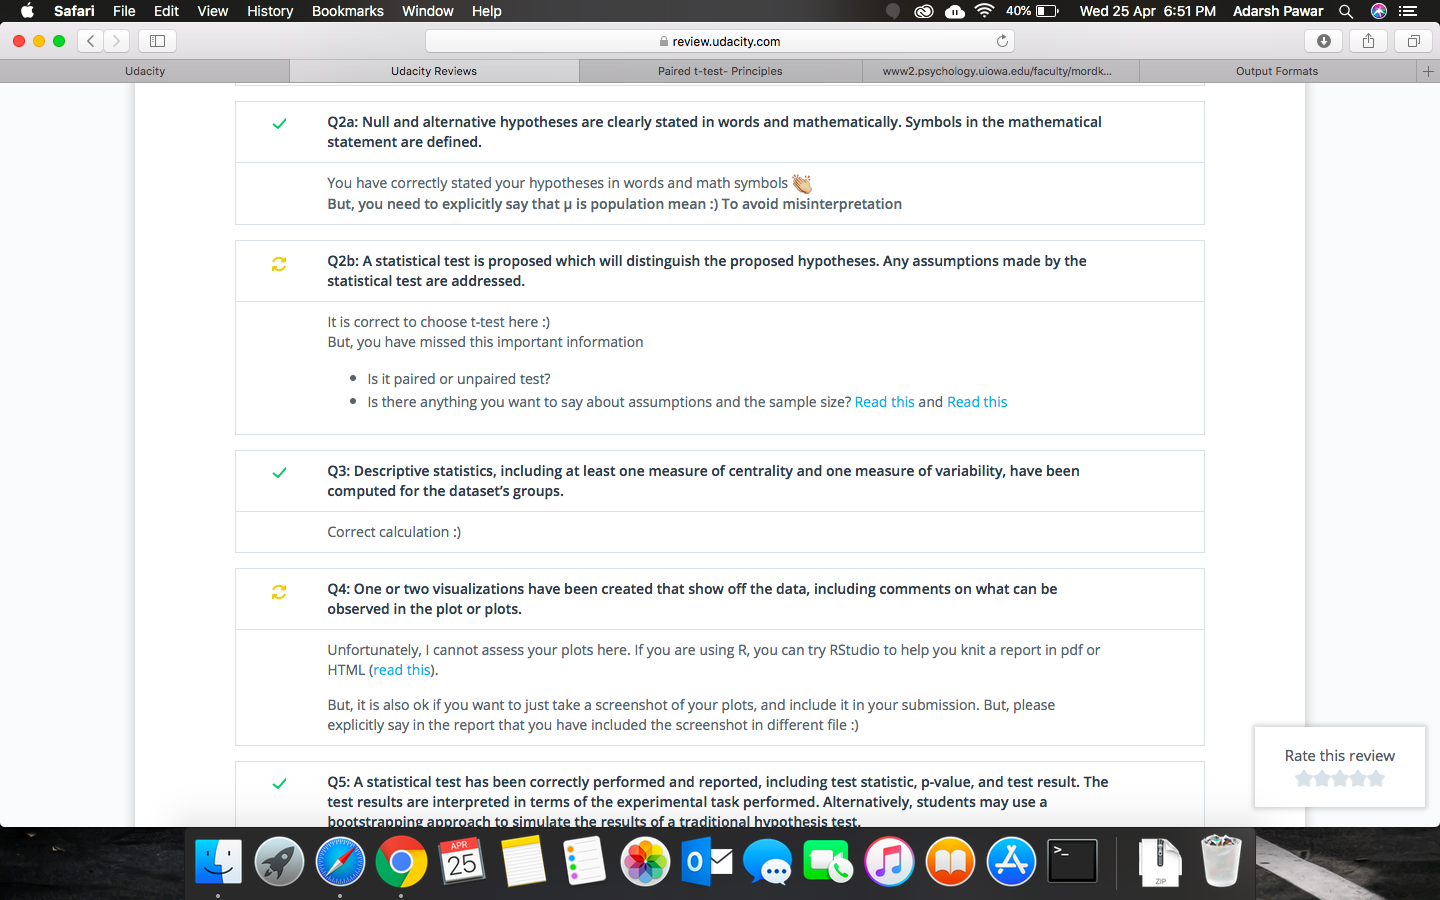 Safari File Edit View History Bookmarks Window Help 40% Wed 25 Apr 6:51 PM Adarsh Pawar
review.udacity.com
Udacity Udacity Reviews Paired t-test- Principles www2.psychology.uiowa.edu/faculty/mordk... Output Formats
Q2a: Null and alternative hypotheses are clearly stated in words and mathematically. Symbols in the mathematical
statement are defined.
You have correctly stated your hypotheses in words and math symbols 👏
But, you need to explicitly say that μ is population mean :) To avoid misinterpretation
Q2b: A statistical test is proposed which will distinguish the proposed hypotheses. Any assumptions made by the
statistical test are addressed.
It is correct to choose t-test here :)
But, you have missed this important information
• Is it paired or unpaired test?
• Is there anything you want to say about assumptions and the sample size? Read this and Read this
Q3: Descriptive statistics, including at least one measure of centrality and one measure of variability, have been
computed for the dataset’s groups.
Correct calculation :)
Q4: One or two visualizations have been created that show off the data, including comments on what can be
observed in the plot or plots.
Unfortunately, I cannot assess your plots here. If you are using R, you can try RStudio to help you knit a report in pdf or
HTML (read this).
But, it is also ok if you want to just take a screenshot of your plots, and include it in your submission. But, please
explicitly say in the report that you have included the screenshot in different file :)
Rate this review
Q5: A statistical test has been correctly performed and reported, including test statistic, p-value, and test result. The
test results are interpreted in terms of the experimental task performed. Alternatively, students may use a
bootstrapping approach to simulate the results of a traditional hypothesis test.
APR
25
O
>_
ZIP